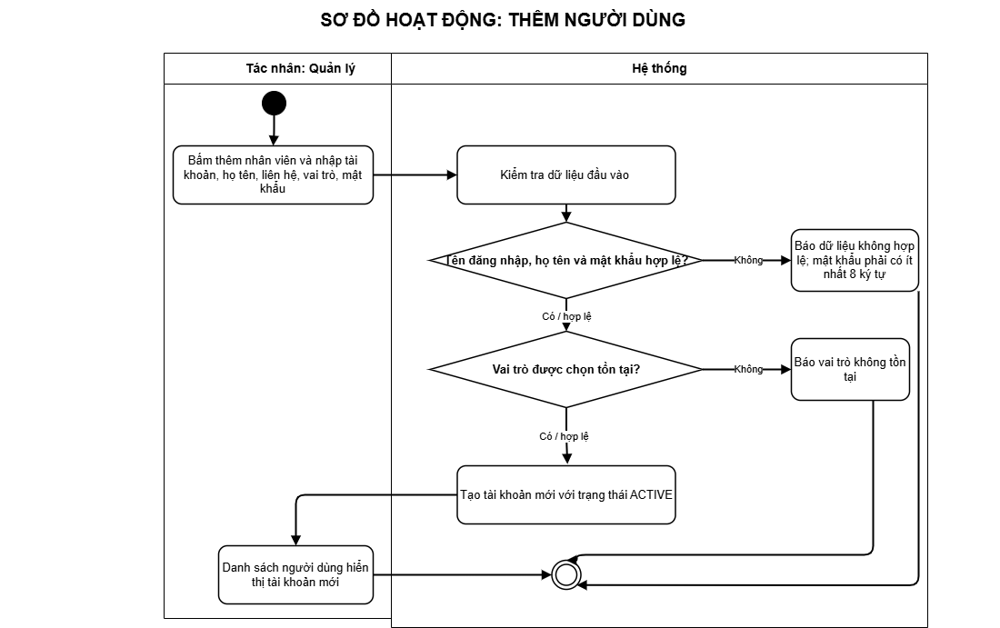 SƠ ĐỒ HOẠT ĐỘNG: THÊM NGƯỜI DÙNG
Tác nhân: Quản lý
Hệ thống
Bấm thêm nhân viên và nhập tài
khoản, họ tên, liên hệ, vai trò, mật
khẩu
Kiểm tra dữ liệu đầu vào
Tên đăng nhập, họ tên và mật khẩu hợp lệ?
Không
Báo dữ liệu không hợp
lệ; mật khẩu phải có ít
nhất 8 ký tự
Có / hợp lệ
Vai trò được chọn tồn tại?
Không
Báo vai trò không tồn
tại
Có / hợp lệ
Tạo tài khoản mới với trạng thái ACTIVE
Danh sách người dùng hiển
thị tài khoản mới